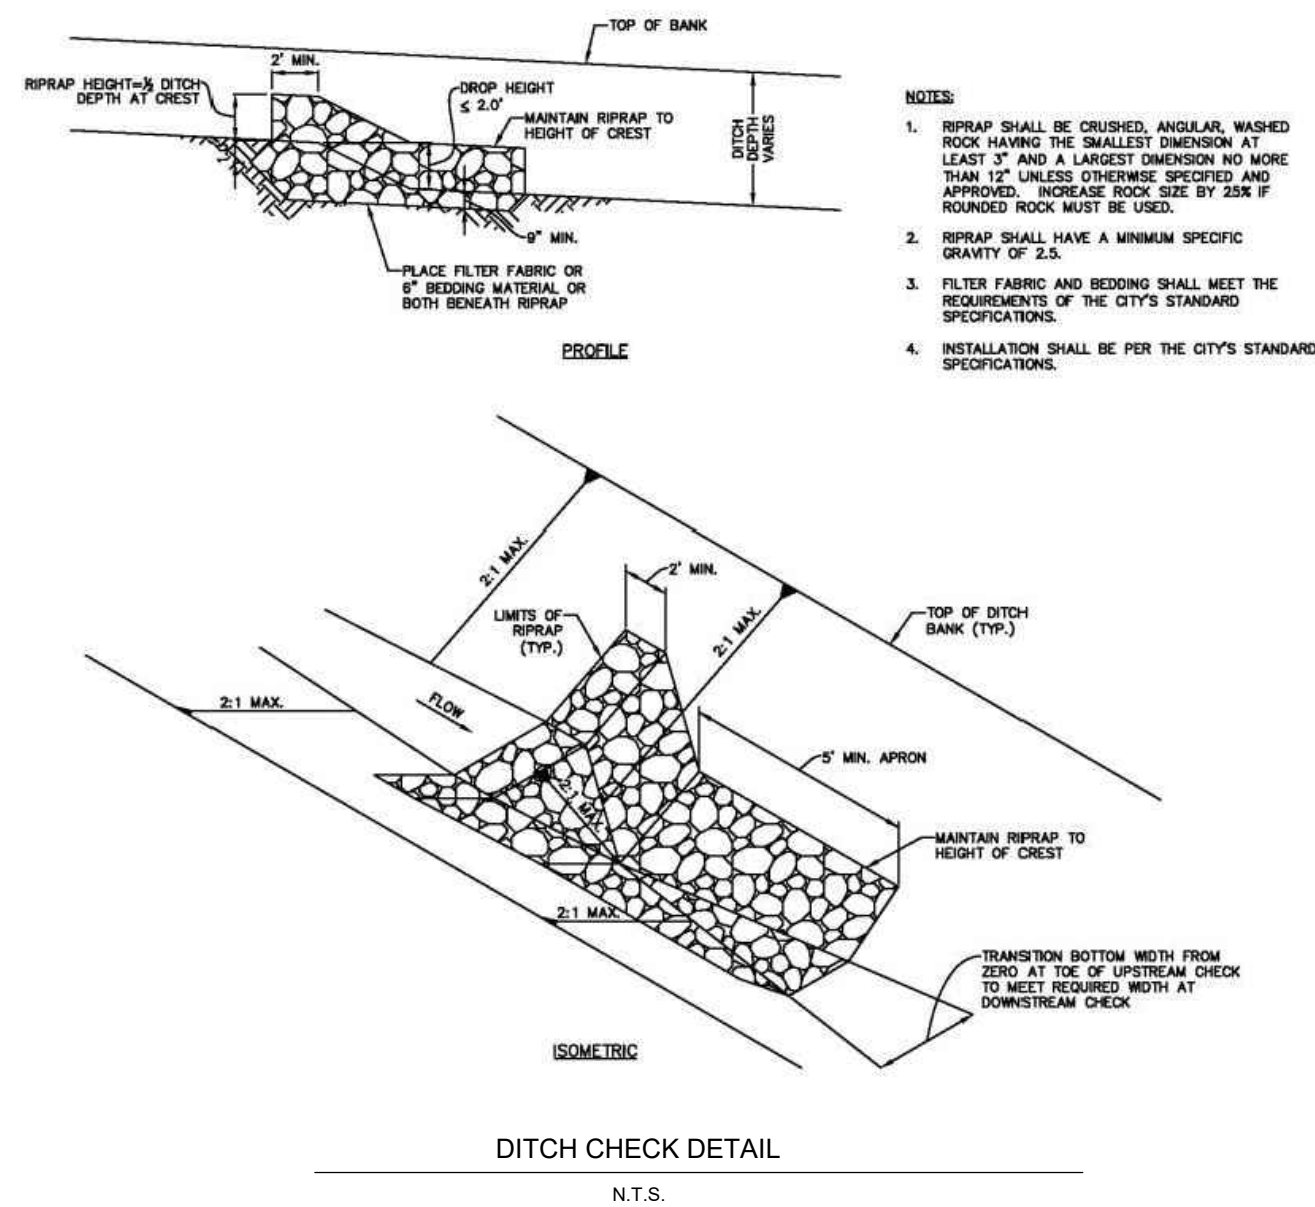 TOP OF BANK
2' MIN.
RIPRAP HEIGHT=½ DITCH
DEPTH AT CREST
DROP HEIGHT
≤ 2.0'
MAINTAIN RIPRAP TO
HEIGHT OF CREST
DITCH
DEPTH
VARIES
9" MIN.
PLACE FILTER FABRIC OR
6" BEDDING MATERIAL OR
BOTH BENEATH RIPRAP
PROFILE
NOTES:
1. RIPRAP SHALL BE CRUSHED, ANGULAR, WASHED
ROCK HAVING THE SMALLEST DIMENSION AT
LEAST 3" AND A LARGEST DIMENSION NO MORE
THAN 12" UNLESS OTHERWISE SPECIFIED AND
APPROVED. INCREASE ROCK SIZE BY 25% IF
ROUNDED ROCK MUST BE USED.
2. RIPRAP SHALL HAVE A MINIMUM SPECIFIC
GRAVITY OF 2.5.
3. FILTER FABRIC AND BEDDING SHALL MEET THE
REQUIREMENTS OF THE CITY'S STANDARD
SPECIFICATIONS.
4. INSTALLATION SHALL BE PER THE CITY'S STANDARD
SPECIFICATIONS.
2:1 MAX.
2' MIN.
LIMITS OF
RIPRAP
(TYP.)
2:1 MAX.
TOP OF DITCH
BANK (TYP.)
2:1 MAX.
FLOW
5' MIN. APRON
2:1 MAX.
MAINTAIN RIPRAP TO
HEIGHT OF CREST
2:1 MAX.
TRANSITION BOTTOM WIDTH FROM
ZERO AT TOE OF UPSTREAM CHECK
TO MEET REQUIRED WIDTH AT
DOWNSTREAM CHECK
ISOMETRIC
DITCH CHECK DETAIL
N.T.S.